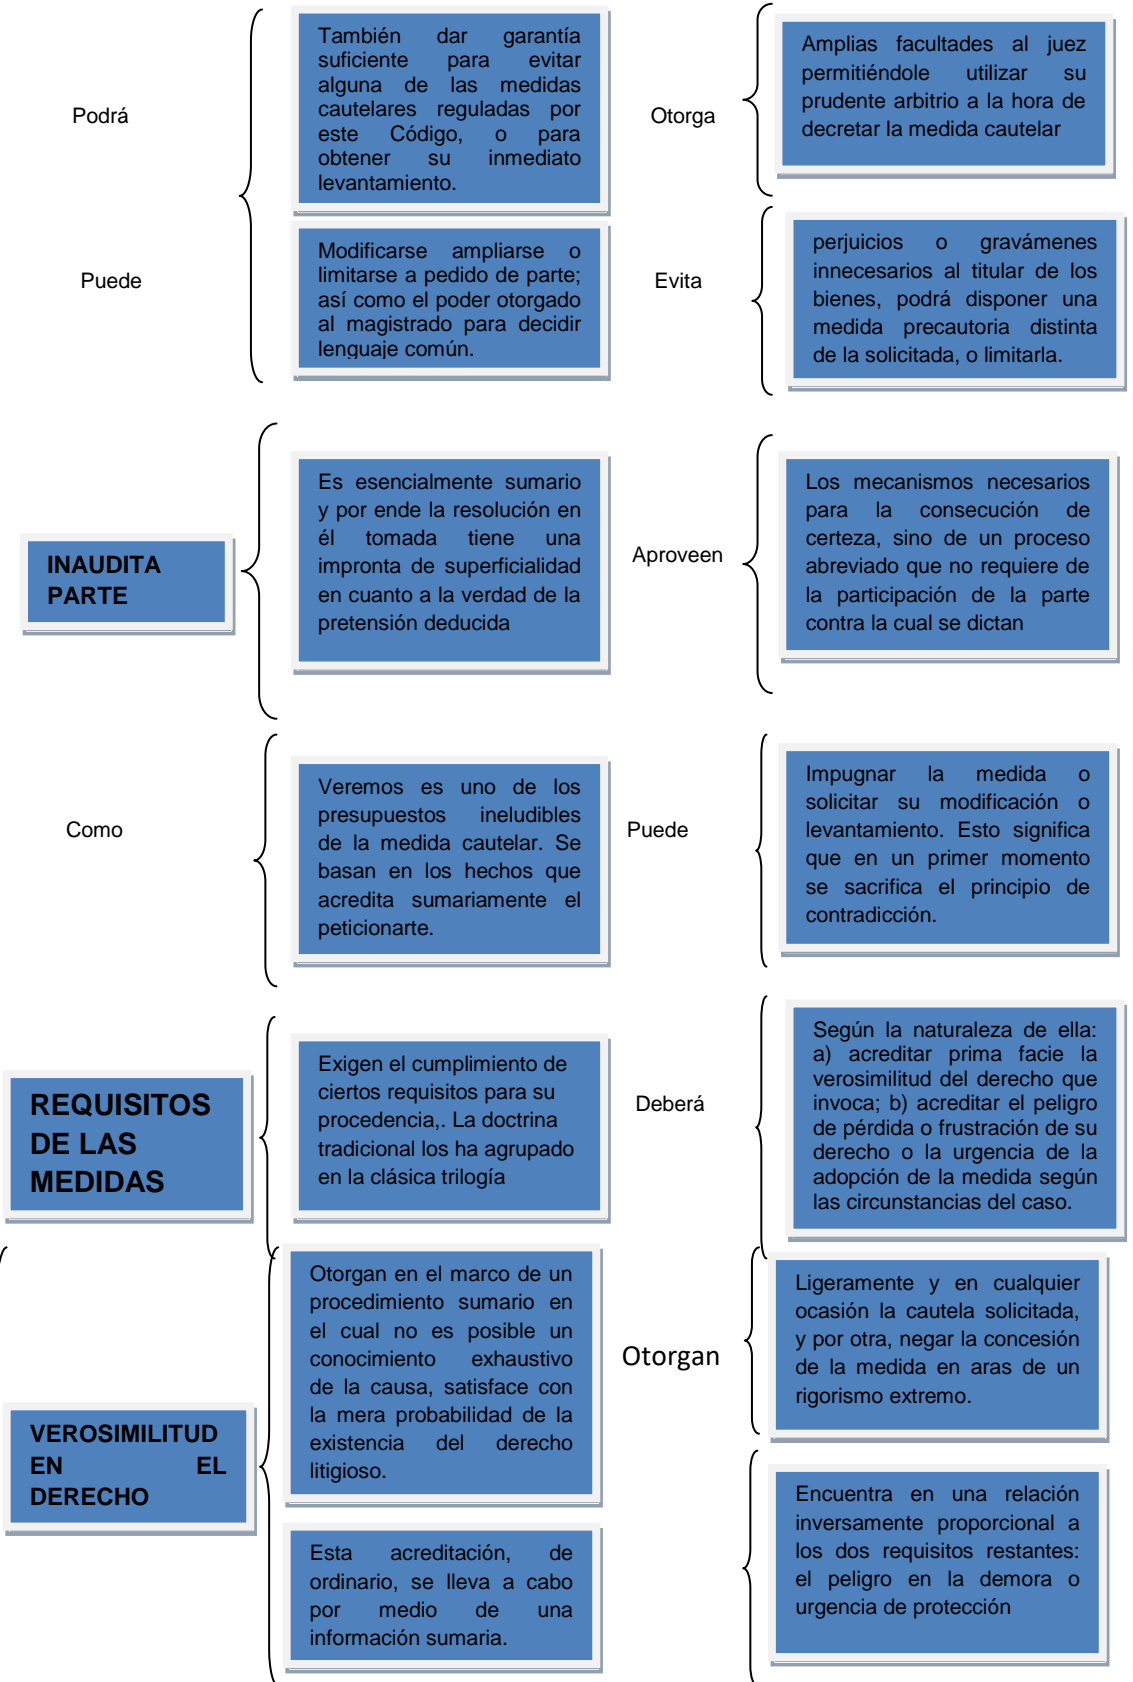 Podrá
También dar garantía
suficiente para evitar
alguna de las medidas
cautelares reguladas por
este Código, o para
obtener su inmediato
levantamiento.
Otorga
Amplias facultades al juez
permitiéndole utilizar su
prudente arbitrio a la hora de
decretar la medida cautelar
Puede
Modificarse ampliarse o
limitarse a pedido de parte;
así como el poder otorgado
al magistrado para decidir
lenguaje común.
Evita
perjuicios o gravámenes
innecesarios al titular de los
bienes, podrá disponer una
medida precautoria distinta
de la solicitada, o limitarla.
INAUDITA
PARTE
Es esencialmente sumario
y por ende la resolución en
él tomada tiene una
impronta de superficialidad
en cuanto a la verdad de la
pretensión deducida
Aproveen
Los mecanismos necesarios
para la consecución de
certeza, sino de un proceso
abreviado que no requiere de
la participación de la parte
contra la cual se dictan
Como
Veremos es uno de los
presupuestos ineludibles
de la medida cautelar. Se
basan en los hechos que
acredita sumariamente el
peticionarte.
Puede
Impugnar la medida o
solicitar su modificación o
levantamiento. Esto significa
que en un primer momento
se sacrifica el principio de
contradicción.
REQUISITOS
DE LAS
MEDIDAS
Exigen el cumplimiento de
ciertos requisitos para su
procedencia,. La doctrina
tradicional los ha agrupado
en la clásica trilogía
Deberá
Según la naturaleza de ella:
a) acreditar prima facie la
verosimilitud del derecho que
invoca; b) acreditar el peligro
de pérdida o frustración de su
derecho o la urgencia de la
adopción de la medida según
las circunstancias del caso.
VEROSIMILITUD
EN EL
DERECHO
Otorgan en el marco de un
procedimiento sumario en
el cual no es posible un
conocimiento exhaustivo
de la causa, satisface con
la mera probabilidad de la
existencia del derecho
litigioso.
Otorgan
Ligeramente y en cualquier
ocasión la cautela solicitada,
y por otra, negar la concesión
de la medida en aras de un
rigorismo extremo.
Esta acreditación, de
ordinario, se lleva a cabo
por medio de una
información sumaria.
Encuentra en una relación
inversamente proporcional a
los dos requisitos restantes:
el peligro en la demora o
urgencia de protección